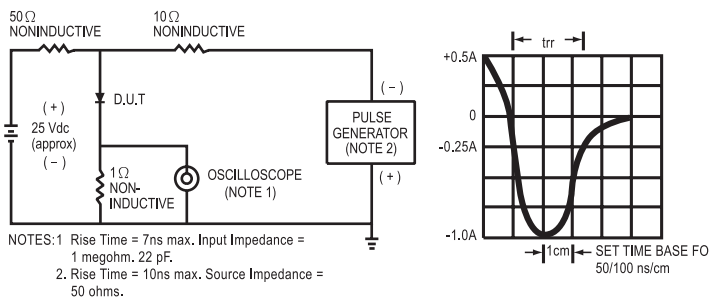 50Ω
NONINDUCTIVE
10Ω
NONINDUCTIVE
trr
+0.5A
(+)
25 Vdc
(approx)
(-)
D.U.T
(-)
PULSE
GENERATOR
(NOTE 2)
(+)
0
-0.25A
1Ω
NON-
INDUCTIVE
OSCILLOSCOPE
(NOTE 1)
-1.0A
1cm
SET TIME BASE FO
50/100 ns/cm
NOTES:1 Rise Time = 7ns max. Input Impedance =
1 megohm. 22 pF.
2. Rise Time = 10ns max. Source Impedance =
50 ohms.